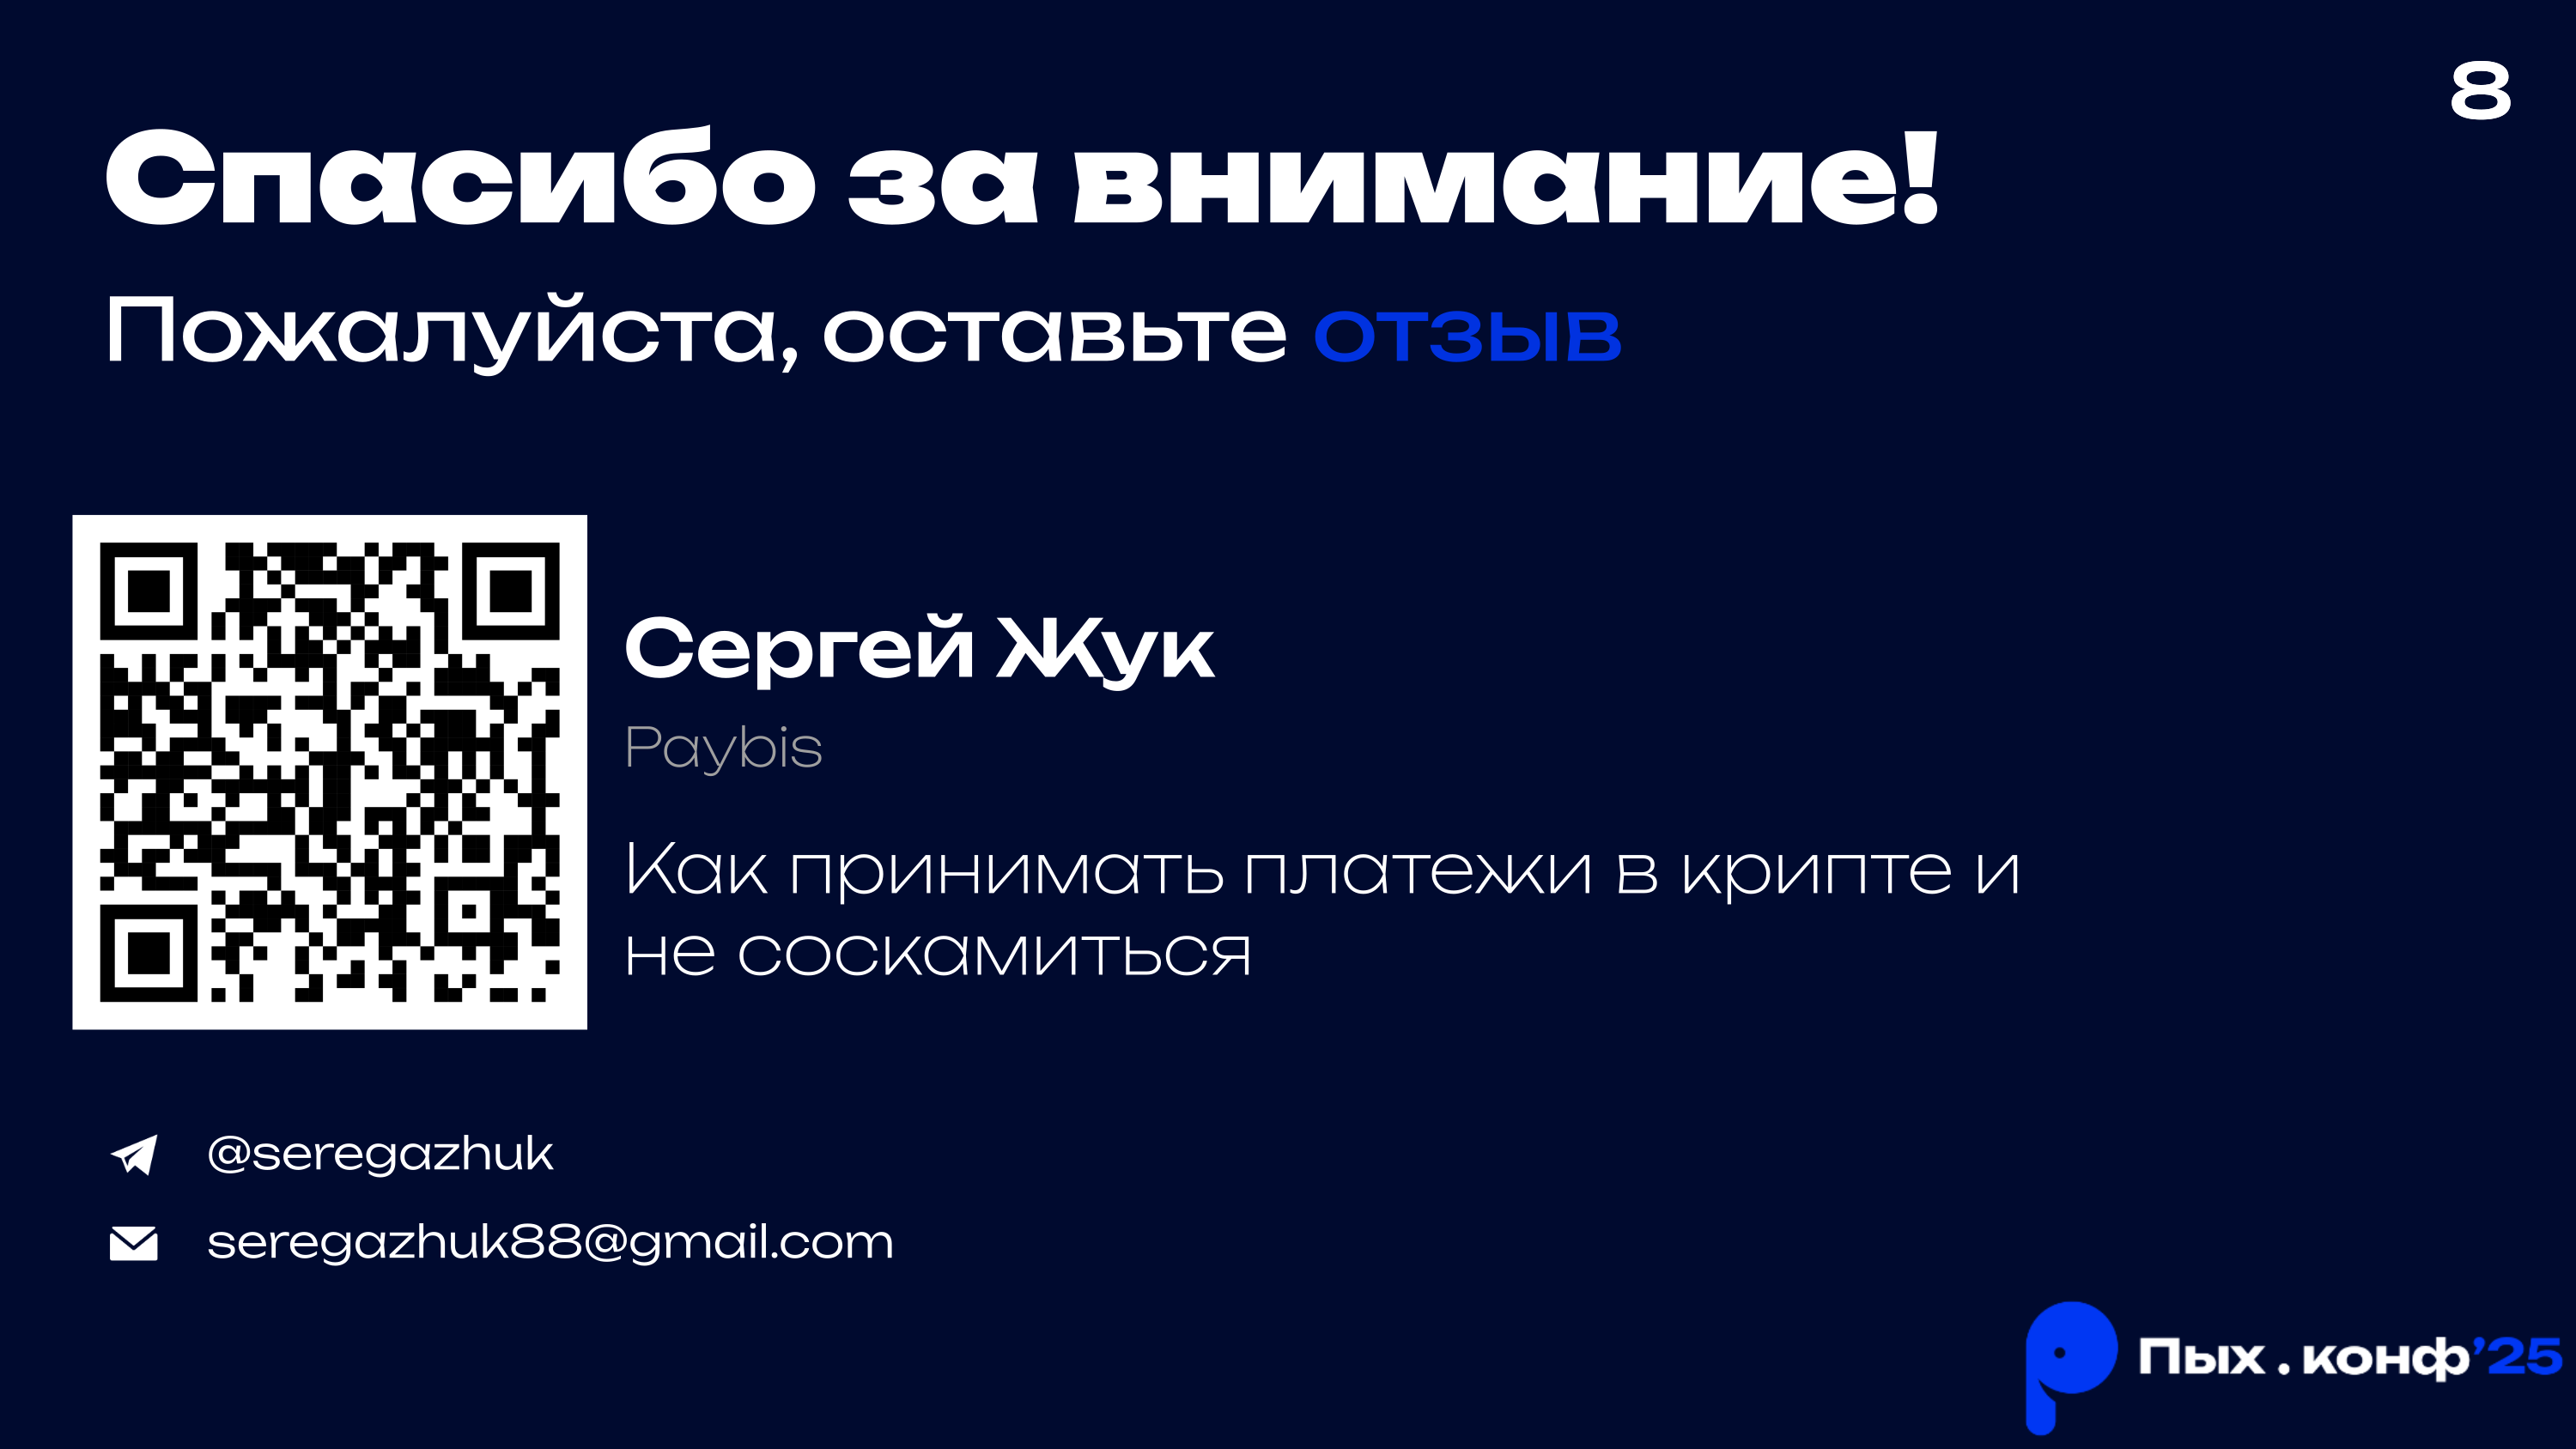 8
Спасибо за внимание!
Пожалуйста, оставьте отзыв
Сергей Жук
Paybis
Как принимать платежи в крипте и
не соскамиться
@seregazhuk
seregazhuk88@gmail.com
Пых . конф’25